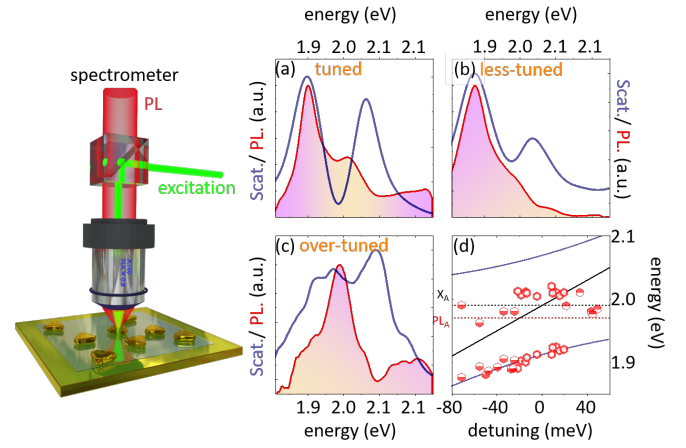 energy (eV)
energy (eV)
1.9 2.0 2.1
1.9 2.0 2.1
spectrometer
PL
excitation
(a) tuned
(b) less-tuned
Scat./ PL. (a.u.)
Scat./ PL. (a.u.)
(c) over-tuned
(d)
Scat./ PL. (a.u.)
X_A
PL_A
2.1
2.0
1.9
energy (eV)
1.9 2.0 2.1
-80 -40 0 40
energy (eV)
detuning (meV)